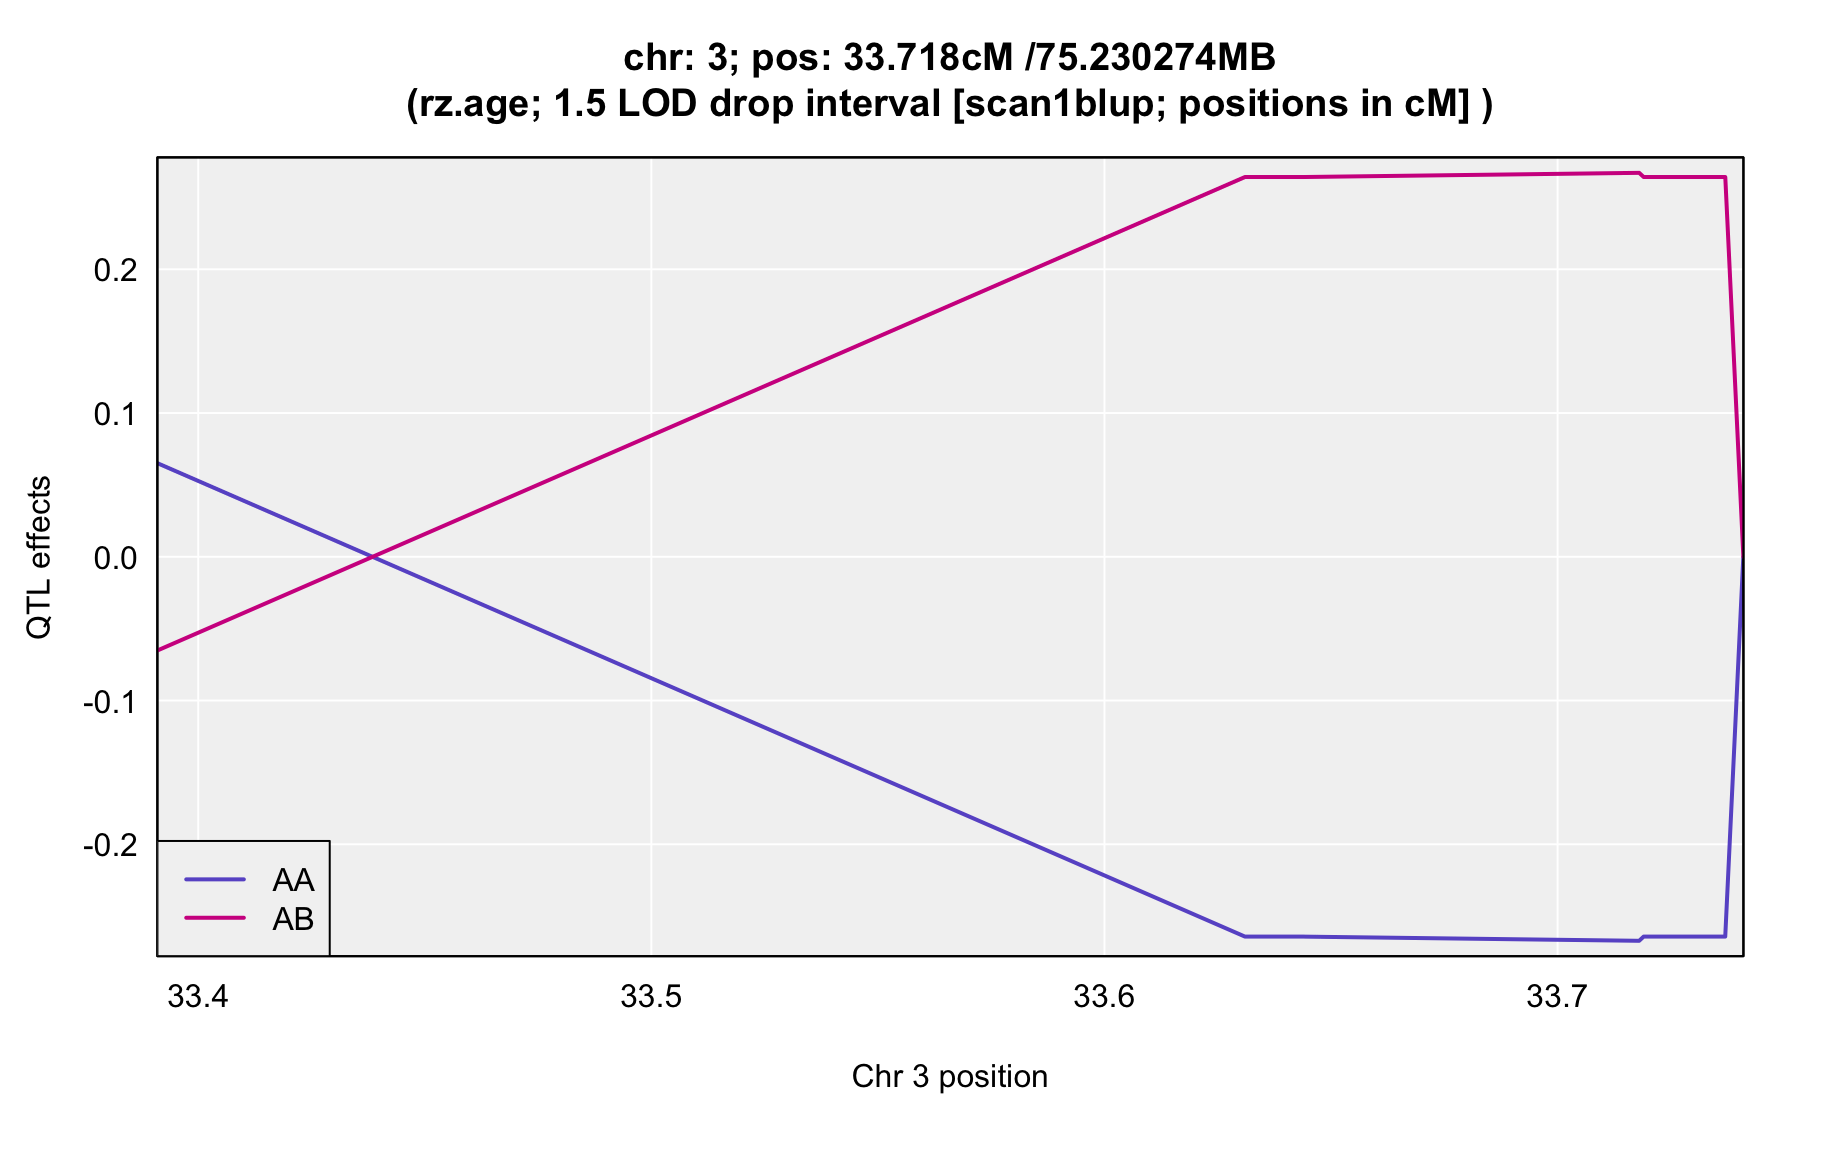 chr: 3; pos: 33.718cM /75.230274MB
(rz.age; 1.5 LOD drop interval [scan1blup; positions in cM] )
QTL effects
0.2
0.1
0.0
-0.1
-0.2
AA
AB
33.4
33.5
33.6
33.7
Chr 3 position